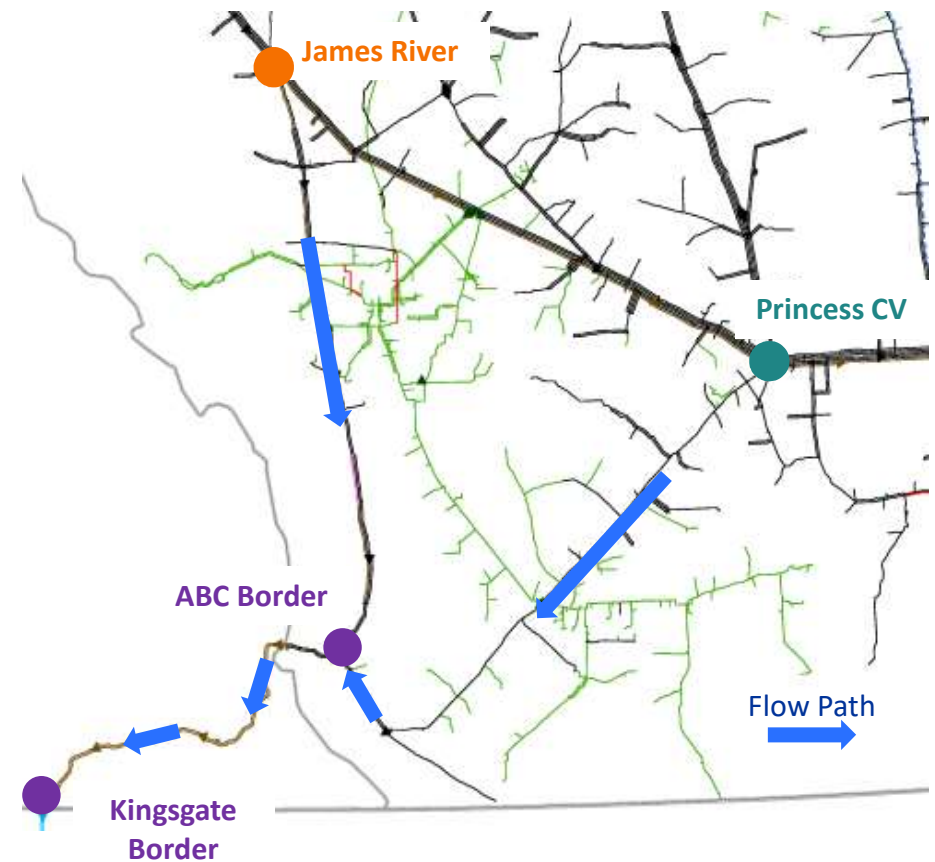 James River
Princess CV
ABC Border
Flow Path
Kingsgate
Border